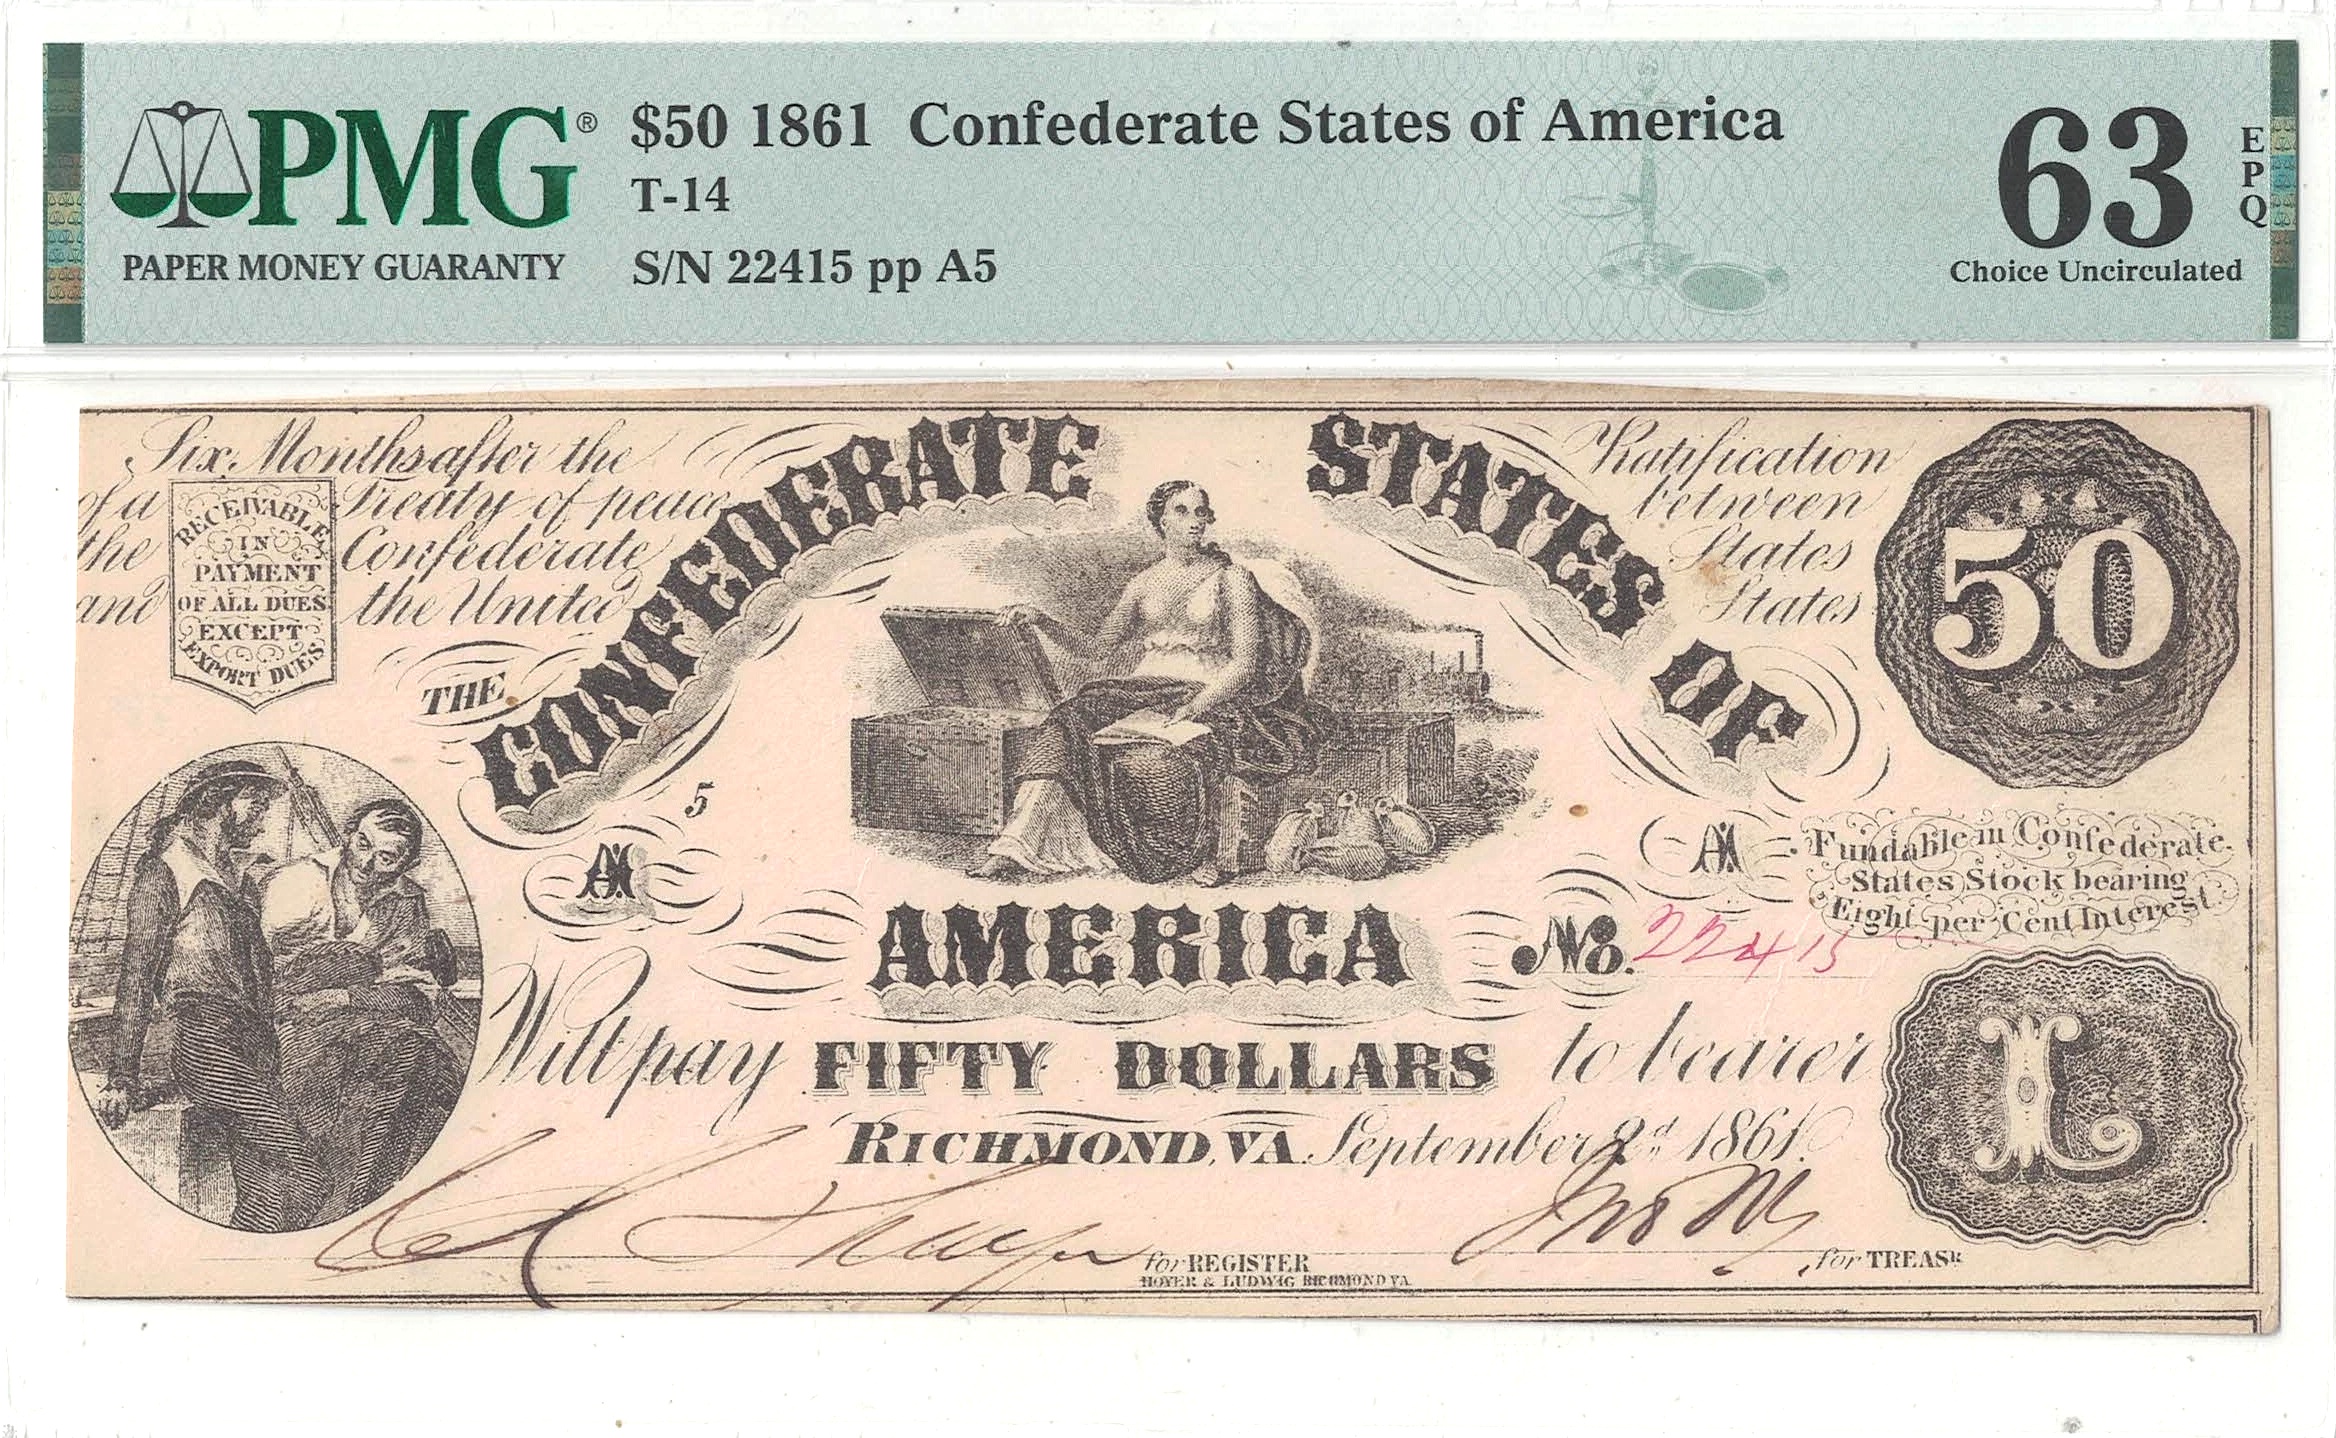 PMG®
PAPER MONEY GUARANTY
$50 1861 Confederate States of America
T-14
S/N 22415 pp A5
63
EPQ
Choice Uncirculated
Six Months after the Ratification
of a Treaty of peace between
the Confederate States
and the United States
RECEIVABLE
IN
PAYMENT
OF ALL DUES
EXCEPT
EXPORT DUES
THE
CONFEDERATE STATES OF
AMERICA
50
5
A
A
Fundable in Confederate
States Stock bearing
Eight per Cent Interest.
No. 22415
Will pay FIFTY DOLLARS to bearer
RICHMOND, VA. September 2d 1861.
L
for REGISTER
for TREASR
HOYER & LUDWIG RICHMOND VA.